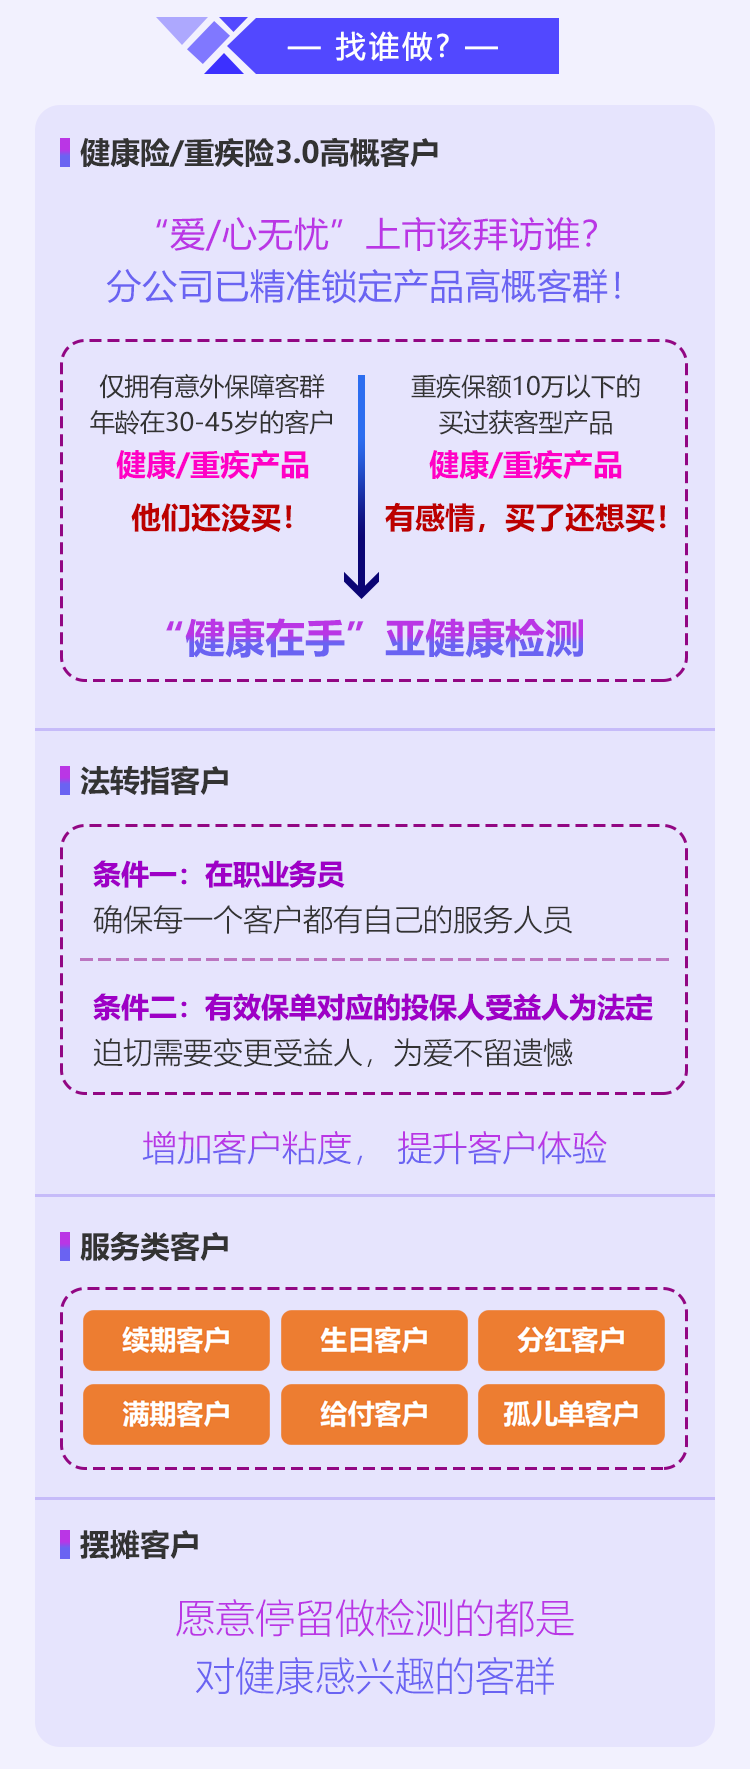 — 找谁做? —
健康险/重疾险3.0高概客户
“爱/心无忧”上市该拜访谁?
分公司已精准锁定产品高概客群!
仅拥有意外保障客群
年龄在30-45岁的客户
健康/重疾产品
他们还没买!
重疾保额10万以下的
买过获客型产品
健康/重疾产品
有感情，买了还想买!
“健康在手”亚健康检测
法转指客户
条件一：在职业务员
确保每一个客户都有自己的服务人员
条件二：有效保单对应的投保人受益人为法定
迫切需要变更受益人，为爱不留遗憾
增加客户粘度， 提升客户体验
服务类客户
续期客户 生日客户 分红客户
满期客户 给付客户 孤儿单客户
摆摊客户
愿意停留做检测的都是
对健康感兴趣的客群